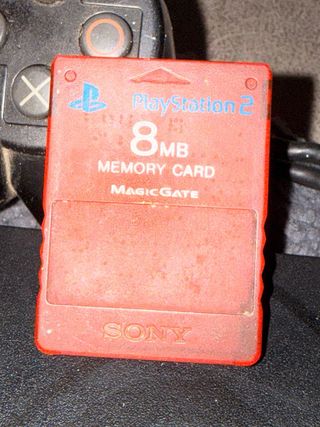 PlayStation 2
8MB
MEMORY CARD
MAGICGATE
SONY